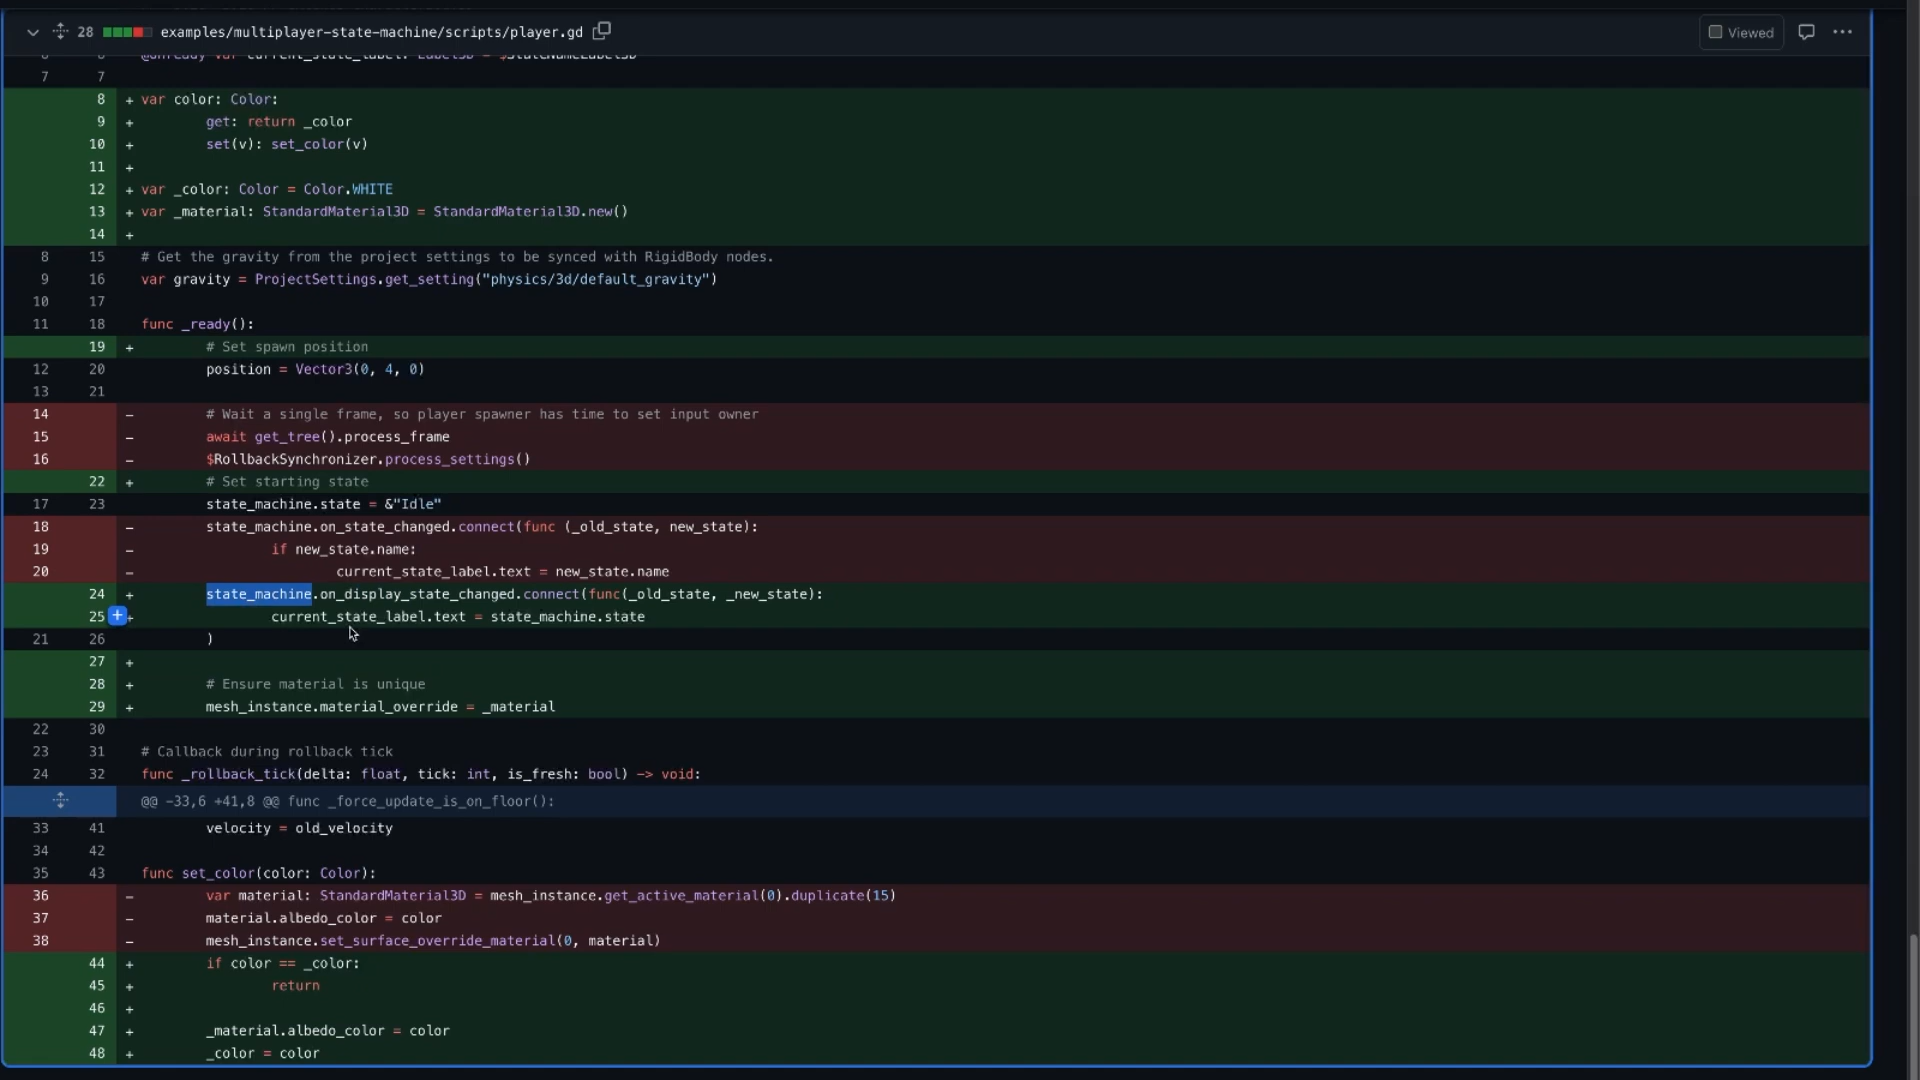 28 examples/multiplayer-state-machine/scripts/player.gd Viewed
6 6 @onready var current_state_label: Label3D = $StateNameLabel3D
7 7
8 + var color: Color:
9 + get: return _color
10 + set(v): set_color(v)
11 +
12 + var _color: Color = Color.WHITE
13 + var _material: StandardMaterial3D = StandardMaterial3D.new()
14 +
8 15 # Get the gravity from the project settings to be synced with RigidBody nodes.
9 16 var gravity = ProjectSettings.get_setting("physics/3d/default_gravity")
10 17
11 18 func _ready():
19 + # Set spawn position
12 20 position = Vector3(0, 4, 0)
13 21
14 - # Wait a single frame, so player spawner has time to set input owner
15 - await get_tree().process_frame
16 - $RollbackSynchronizer.process_settings()
22 + # Set starting state
17 23 state_machine.state = &"Idle"
18 - state_machine.on_state_changed.connect(func (_old_state, new_state):
19 - if new_state.name:
20 - current_state_label.text = new_state.name
24 + state_machine.on_display_state_changed.connect(func(_old_state, _new_state):
25 + current_state_label.text = state_machine.state
21 26 )
27 +
28 + # Ensure material is unique
29 + mesh_instance.material_override = _material
22 30
23 31 # Callback during rollback tick
24 32 func _rollback_tick(delta: float, tick: int, is_fresh: bool) -> void:
@@ -33,6 +41,8 @@ func _force_update_is_on_floor():
33 41 velocity = old_velocity
34 42
35 43 func set_color(color: Color):
36 - var material: StandardMaterial3D = mesh_instance.get_active_material(0).duplicate(15)
37 - material.albedo_color = color
38 - mesh_instance.set_surface_override_material(0, material)
44 + if color == _color:
45 + return
46 +
47 + _material.albedo_color = color
48 + _color = color